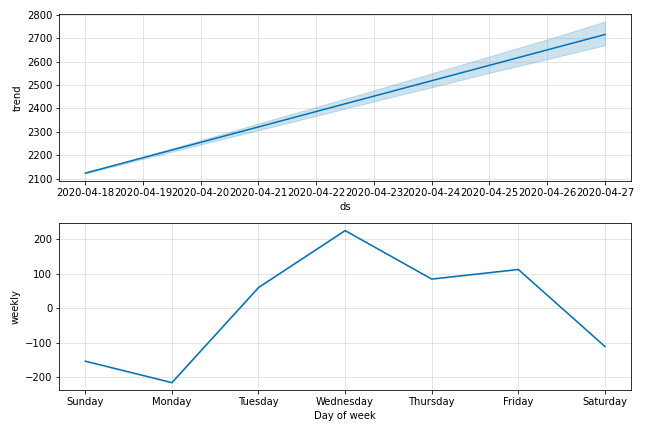 2800
2700
2600
2500
2400
2300
2200
2100
trend
2020-04-18 2020-04-19 2020-04-20 2020-04-21 2020-04-22 2020-04-23 2020-04-24 2020-04-25 2020-04-26 2020-04-27
ds
200
100
0
−100
−200
weekly
Sunday Monday Tuesday Wednesday Thursday Friday Saturday
Day of week